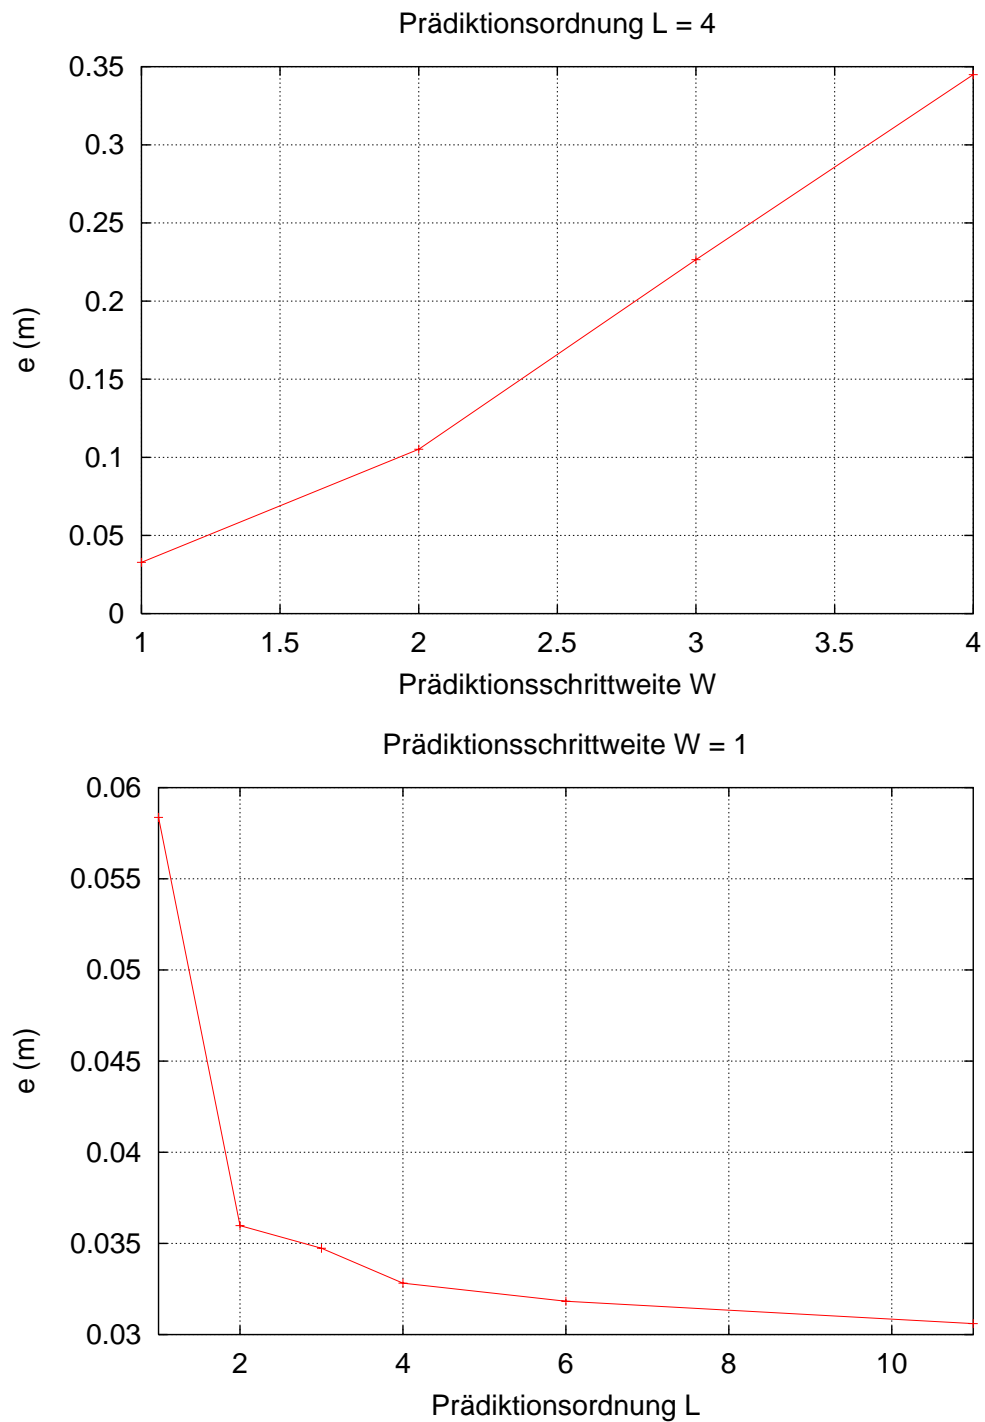 Prädiktionsordnung L = 4
0.35
0.3
0.25
0.2
0.15
0.1
0.05
0
e (m)
1 1.5 2 2.5 3 3.5 4
Prädiktionsschrittweite W
Prädiktionsschrittweite W = 1
0.06
0.055
0.05
0.045
0.04
0.035
0.03
e (m)
2 4 6 8 10
Prädiktionsordnung L